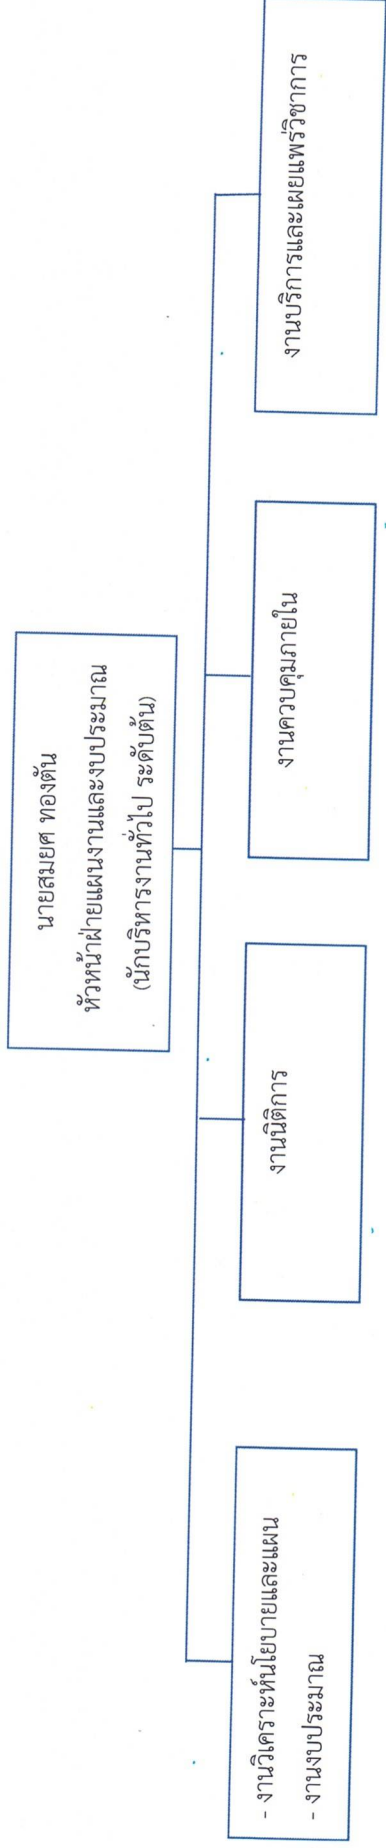 นายสมยศ ทองตัน
หัวหน้าฝ่ายแผนงานและงบประมาณ
(นักบริหารงานทั่วไป ระดับต้น)
- งานวิเคราะห์นโยบายและแผน
- งานงบประมาณ
งานนิติการ
งานควบคุมภายใน
งานบริการและเผยแพร่วิชาการ